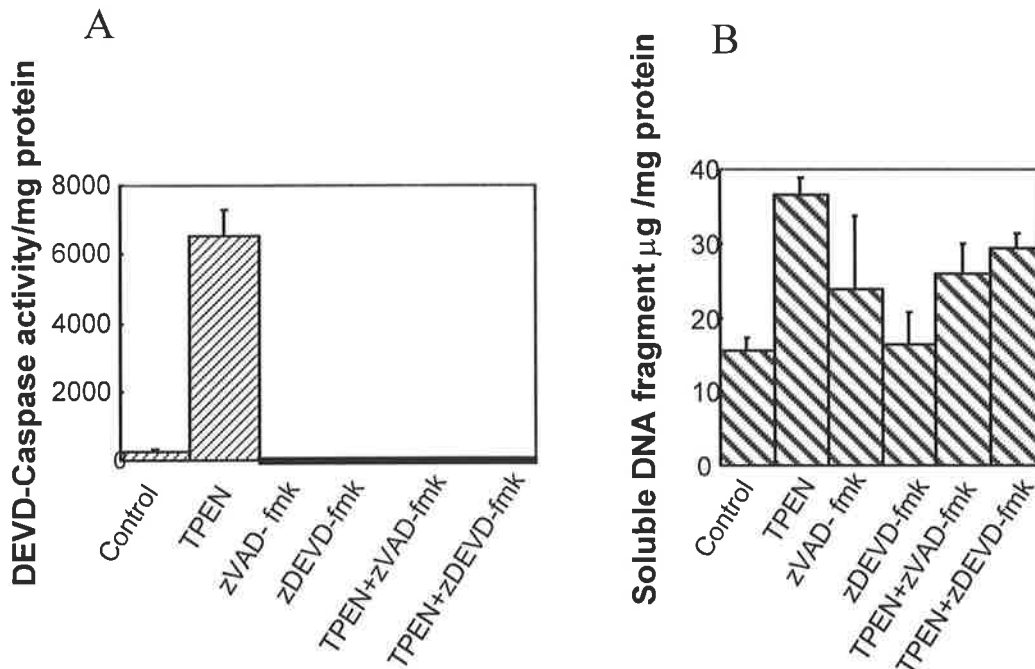 A
DEVD-Caspase activity/mg protein
8000
6000
4000
2000
0
Control
TPEN
zVAD- fmk
zDEVD-fmk
TPEN+zVAD-fmk
TPEN+zDEVD-fmk
B
Soluble DNA fragment µg /mg protein
40
30
20
10
0
Control
TPEN
zVAD- fmk
zDEVD-fmk
TPEN+zVAD-fmk
TPEN+zDEVD-fmk